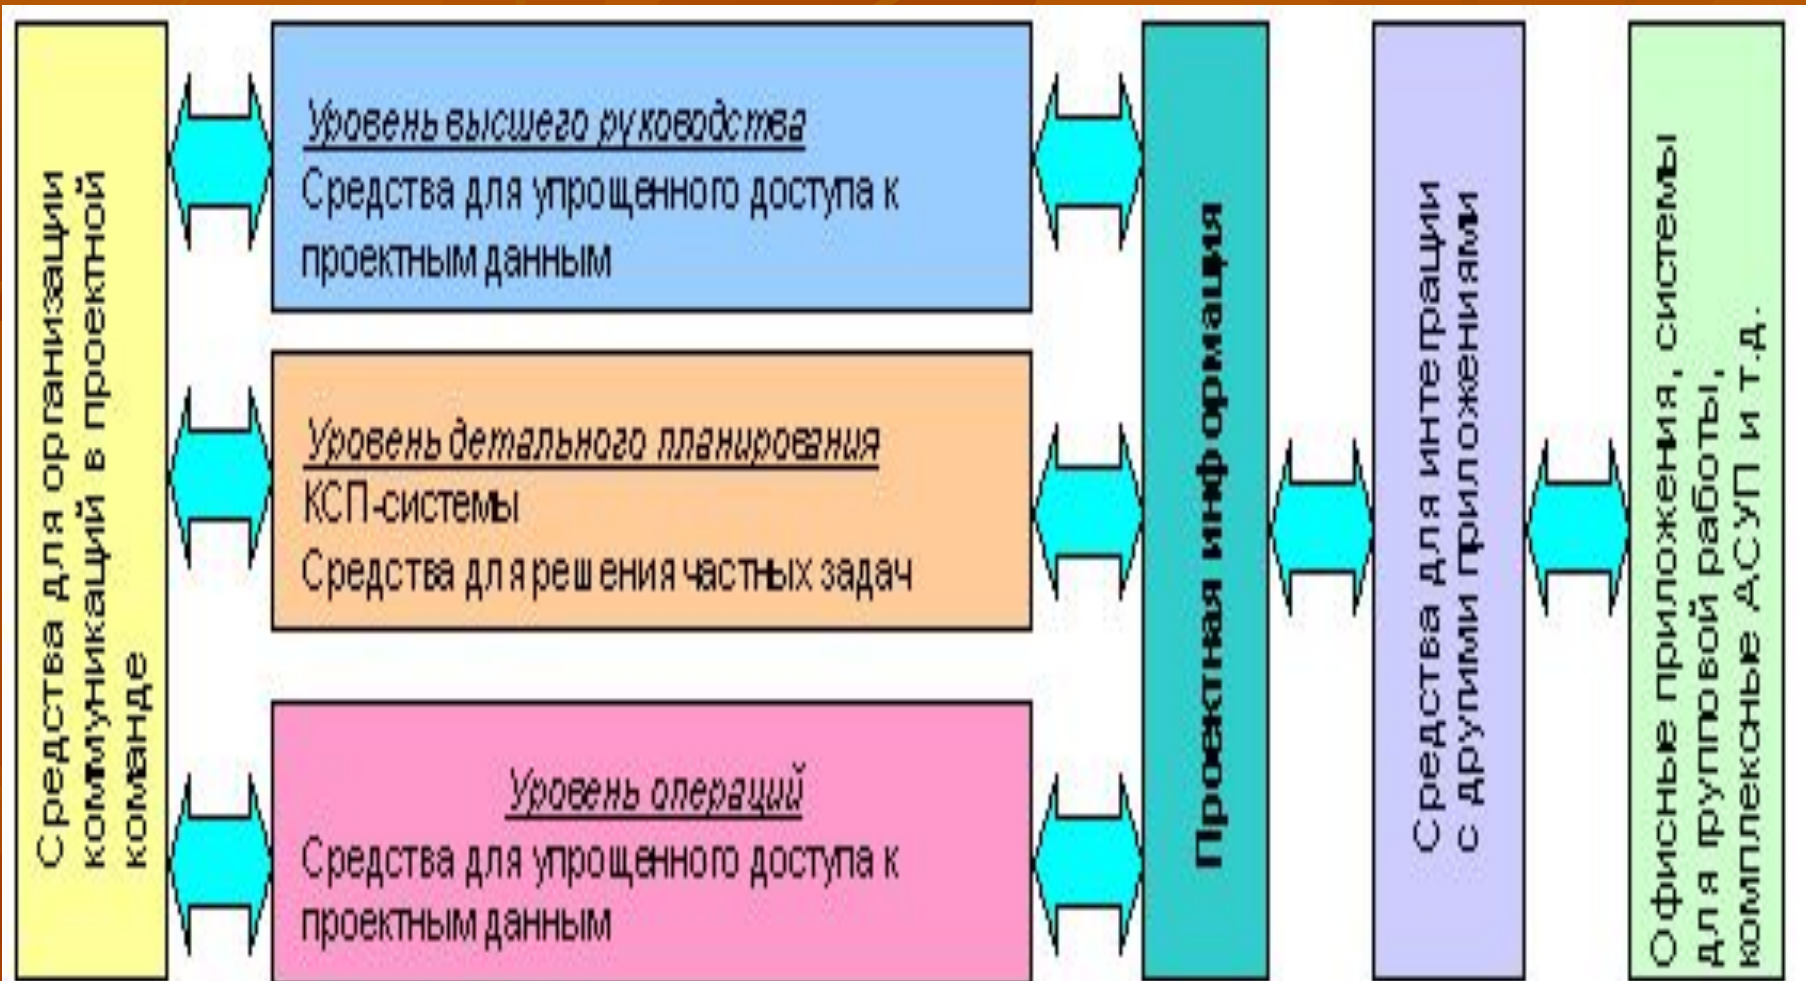 Средства для организации
коммуникаций в проектной
команде
Уровень высшего руководства
Средства для упрощенного доступа к
проектным данным
Уровень детального планирования
КСП-системы
Средства для решения частных задач
Уровень операций
Средства для упрощенного доступа к
проектным данным
Проектная информация
Средства для интеграции
с другими приложениями
Офисные приложения, системы
для групповой работы,
комплексные АСУП и т.д.